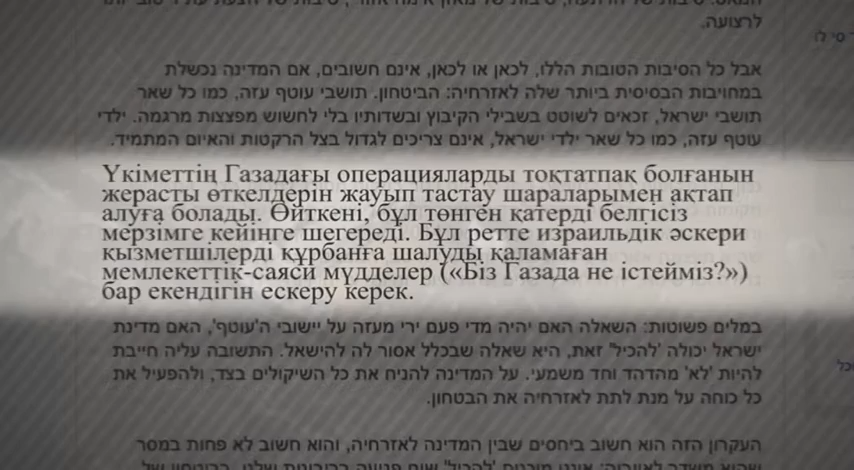 לרצועה.
אבל כל הסיבות הטובות הללו, לכאן או לכאן, אינם חשובים, אם המדינה נכשלת
במחויבות הבסיסית ביותר שלה לאזרחיה: הביטחון. תושבי עוטף עזה, כמו כל שאר
תושבי ישראל, זכאים לשוטט בשבילי הקיבוץ ובשדותיו בלי לחשוש מפצצות מרגמה. ילדי
עוטף עזה, כמו כל שאר ילדי ישראל, אינם צריכים לגדול בצל הרקטות והאיום המתמיד.
Үкіметтің Газадағы операцияларды тоқтатпақ болғанын
жерасты өткелдерін жауып тастау шараларымен ақтап
алуға болады. Өйткені, бұл төнген қатерді белгісіз
мерзімге кейінге шегереді. Бұл ретте израильдік әскери
қызметшілерді құрбанға шалуды қаламаған
мемлекеттік-саяси мүдделер («Біз Газада не істейміз?»)
бар екендігін ескеру керек.
במלים פשוטות: השאלה האם יהיה מדי פעם ירי מעזה על יישובי ה'עוטף', האם מדינת
ישראל יכולה 'להכיל' זאת, היא שאלה שבכלל אסור לה להישאל. התשובה עליה חייבת
להיות 'לא' מהדהד וחד משמעי. על המדינה להניח את כל השיקולים בצד, ולהפעיל את
כל כוחה על מנת לתת לאזרחיה את הבטחון.
העקרון הזה הוא חשוב ביחסים שבין המדינה לאזרחיה, והוא חשוב לא פחות במסר